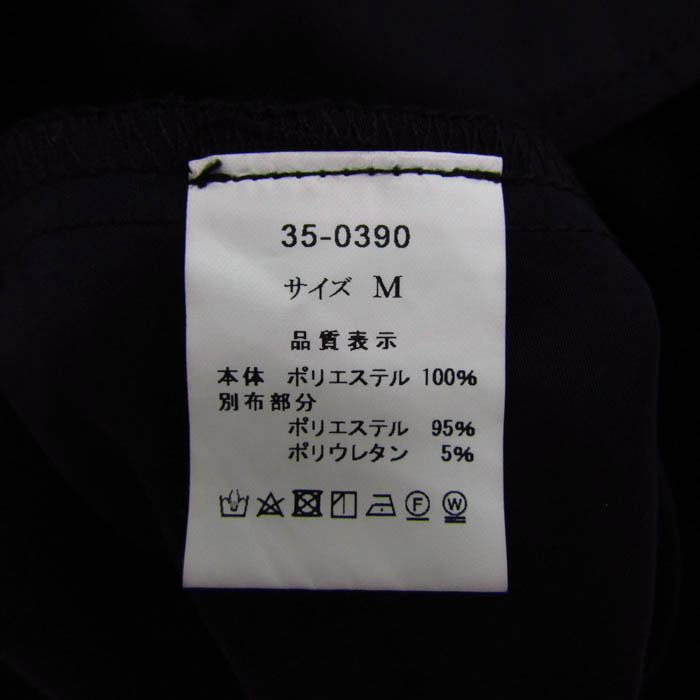 35-0390
サイズ M
品質表示
本体 ポリエステル 100%
別布部分
ポリエステル 95%
ポリウレタン 5%
F W